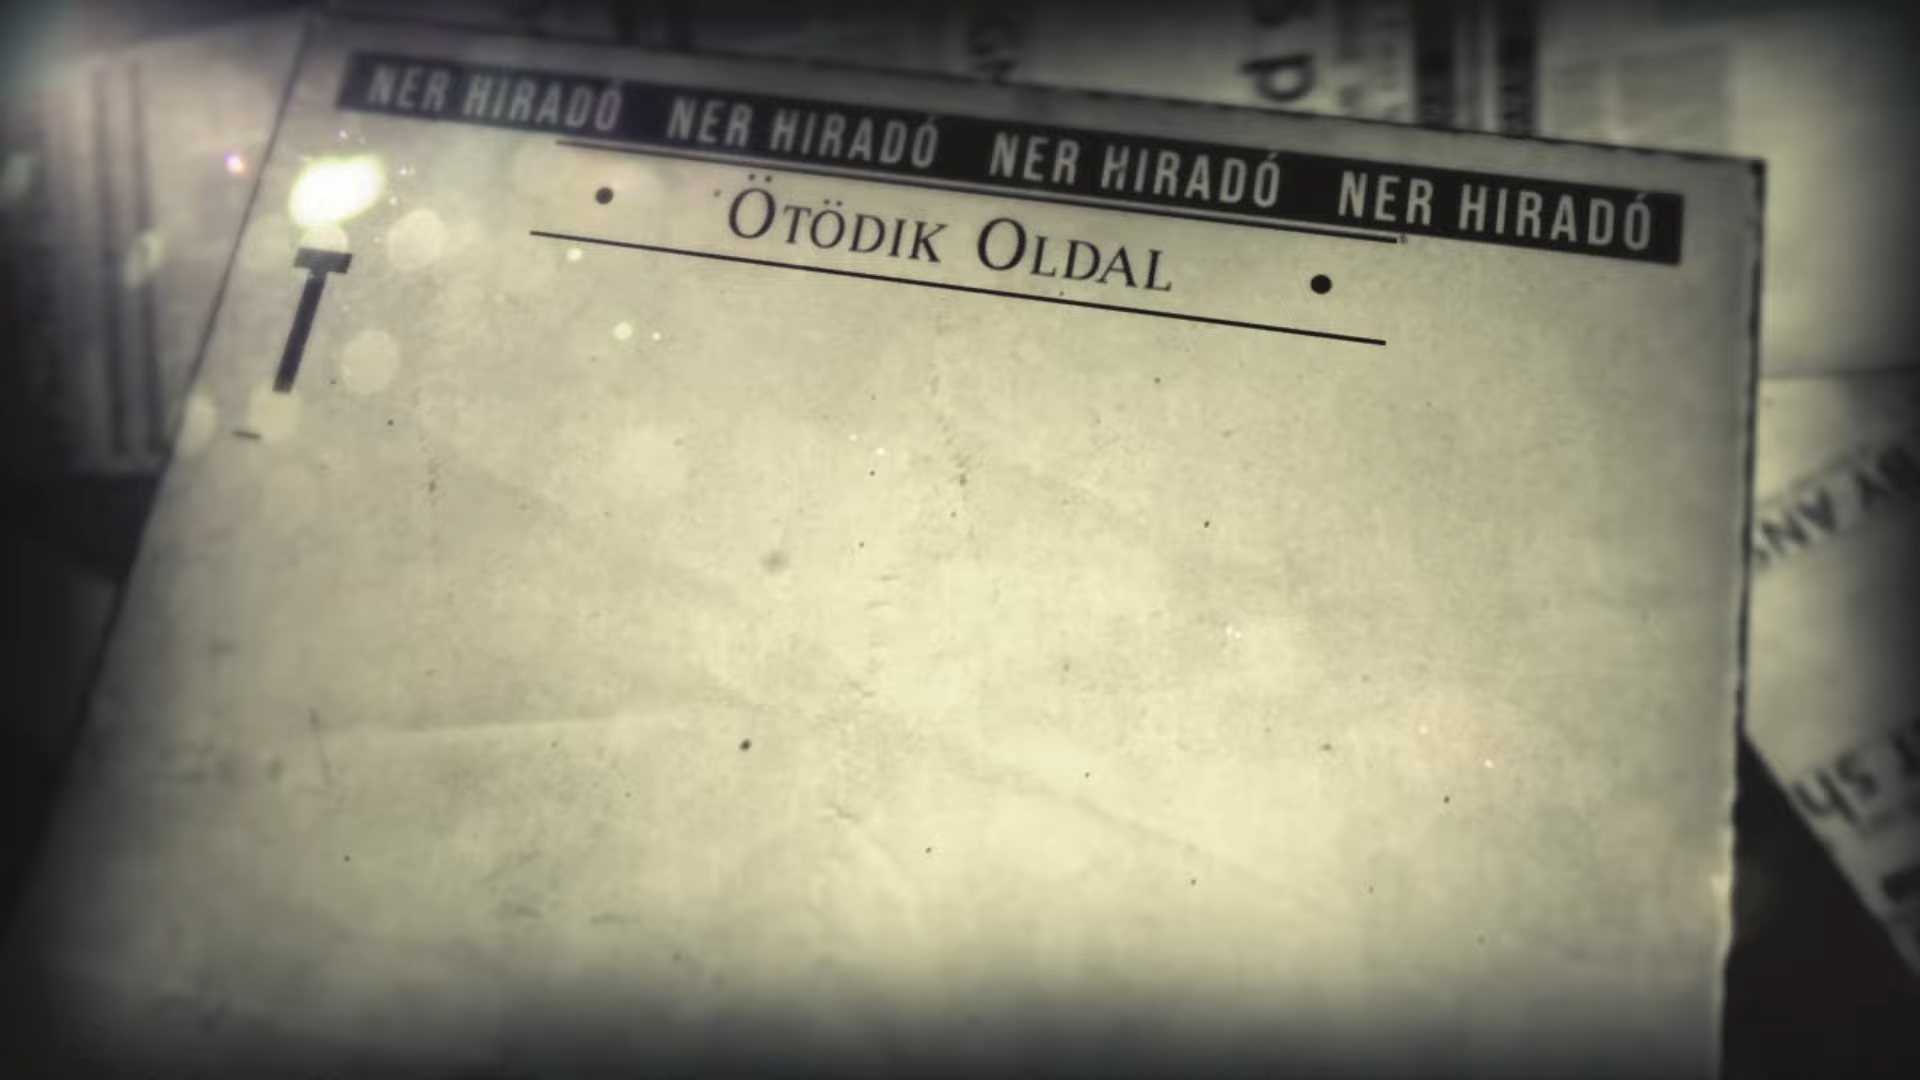 NER HIRADÓ NER HIRADÓ NER HIRADÓ NER HIRADÓ
• ÖTÖDIK OLDAL •
T